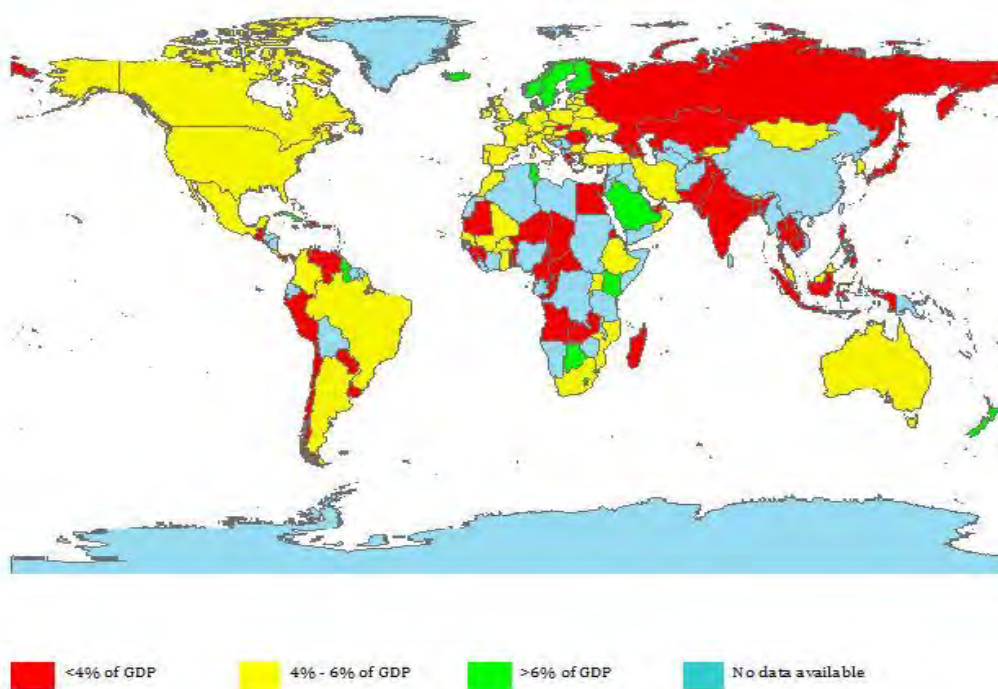 <4% of GDP
4% - 6% of GDP
>6% of GDP
No data available